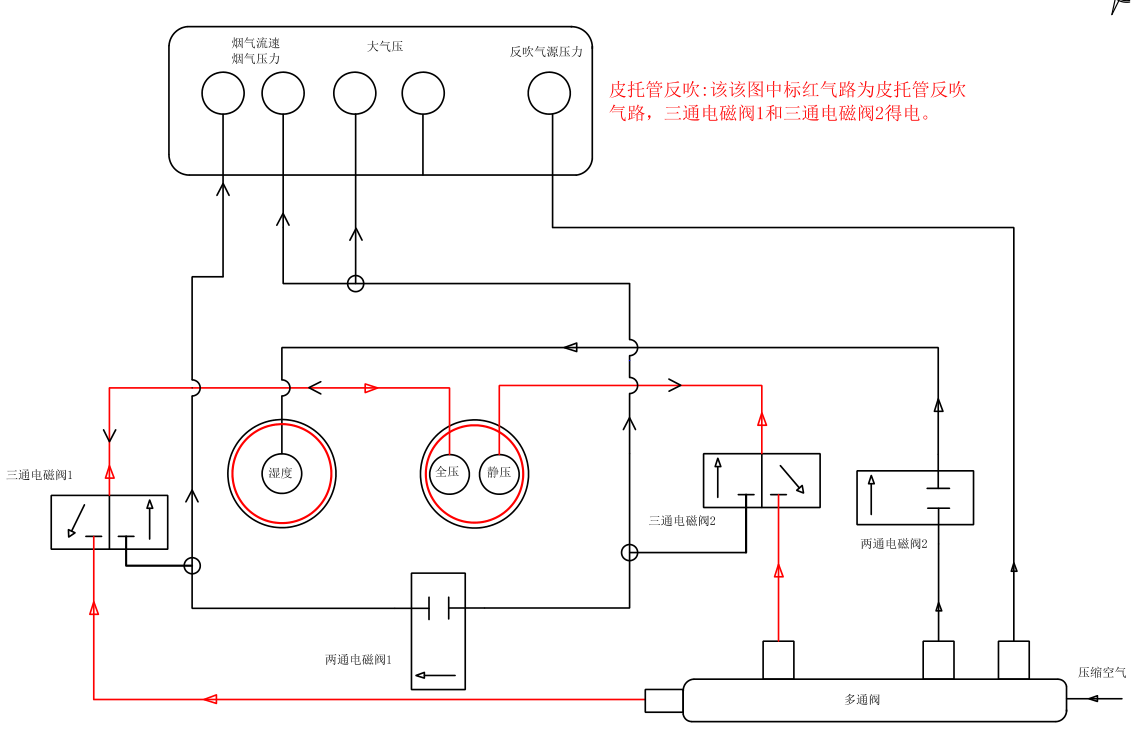 烟气流速
烟气压力
大气压
反吹气源压力
皮托管反吹:该该图中标红气路为皮托管反吹
气路，三通电磁阀1和三通电磁阀2得电。
三通电磁阀1
湿度
全压
静压
三通电磁阀2
两通电磁阀2
两通电磁阀1
压缩空气
多通阀